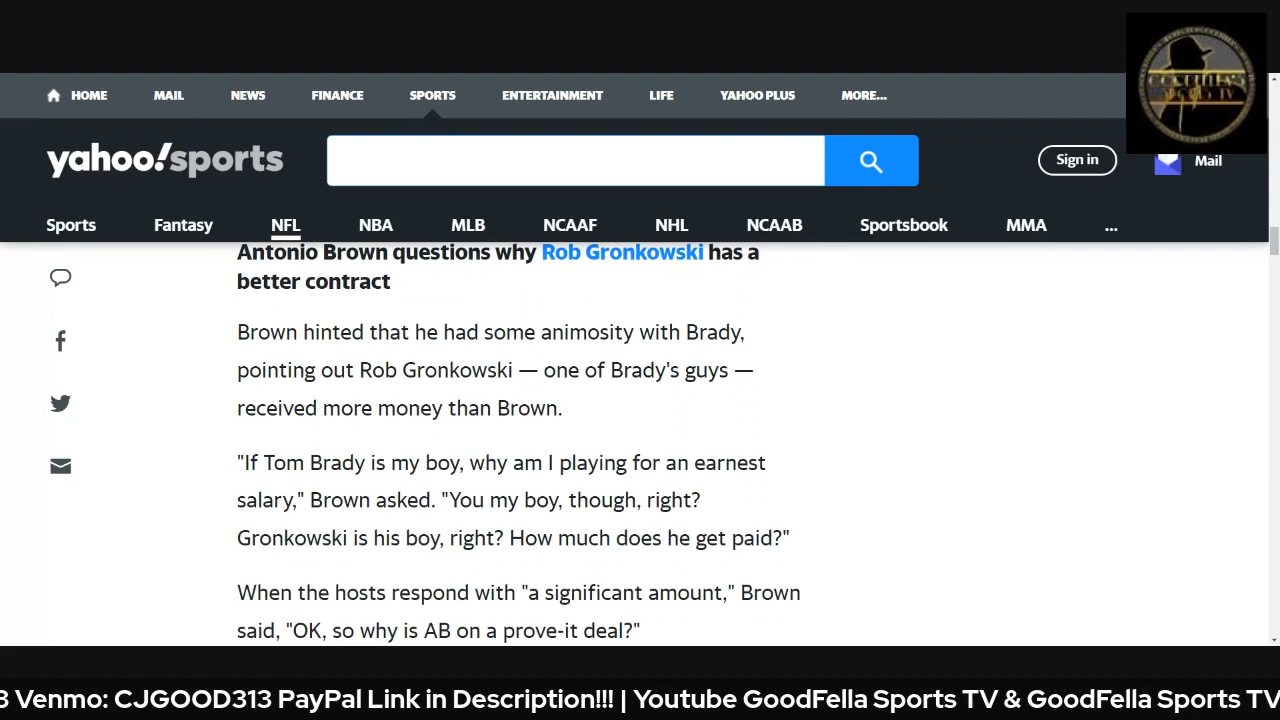 HOME MAIL NEWS FINANCE SPORTS ENTERTAINMENT LIFE YAHOO PLUS MORE...
yahoo!sports
Sign in
Mail
Sports Fantasy NFL NBA MLB NCAAF NHL NCAAB Sportsbook MMA ...
Antonio Brown questions why Rob Gronkowski has a
better contract
Brown hinted that he had some animosity with Brady,
pointing out Rob Gronkowski — one of Brady's guys —
received more money than Brown.
"If Tom Brady is my boy, why am I playing for an earnest
salary," Brown asked. "You my boy, though, right?
Gronkowski is his boy, right? How much does he get paid?"
When the hosts respond with "a significant amount," Brown
said, "OK, so why is AB on a prove-it deal?"
Venmo: CJGOOD313 PayPal Link in Description!!! | Youtube GoodFella Sports TV & GoodFella Sports TV